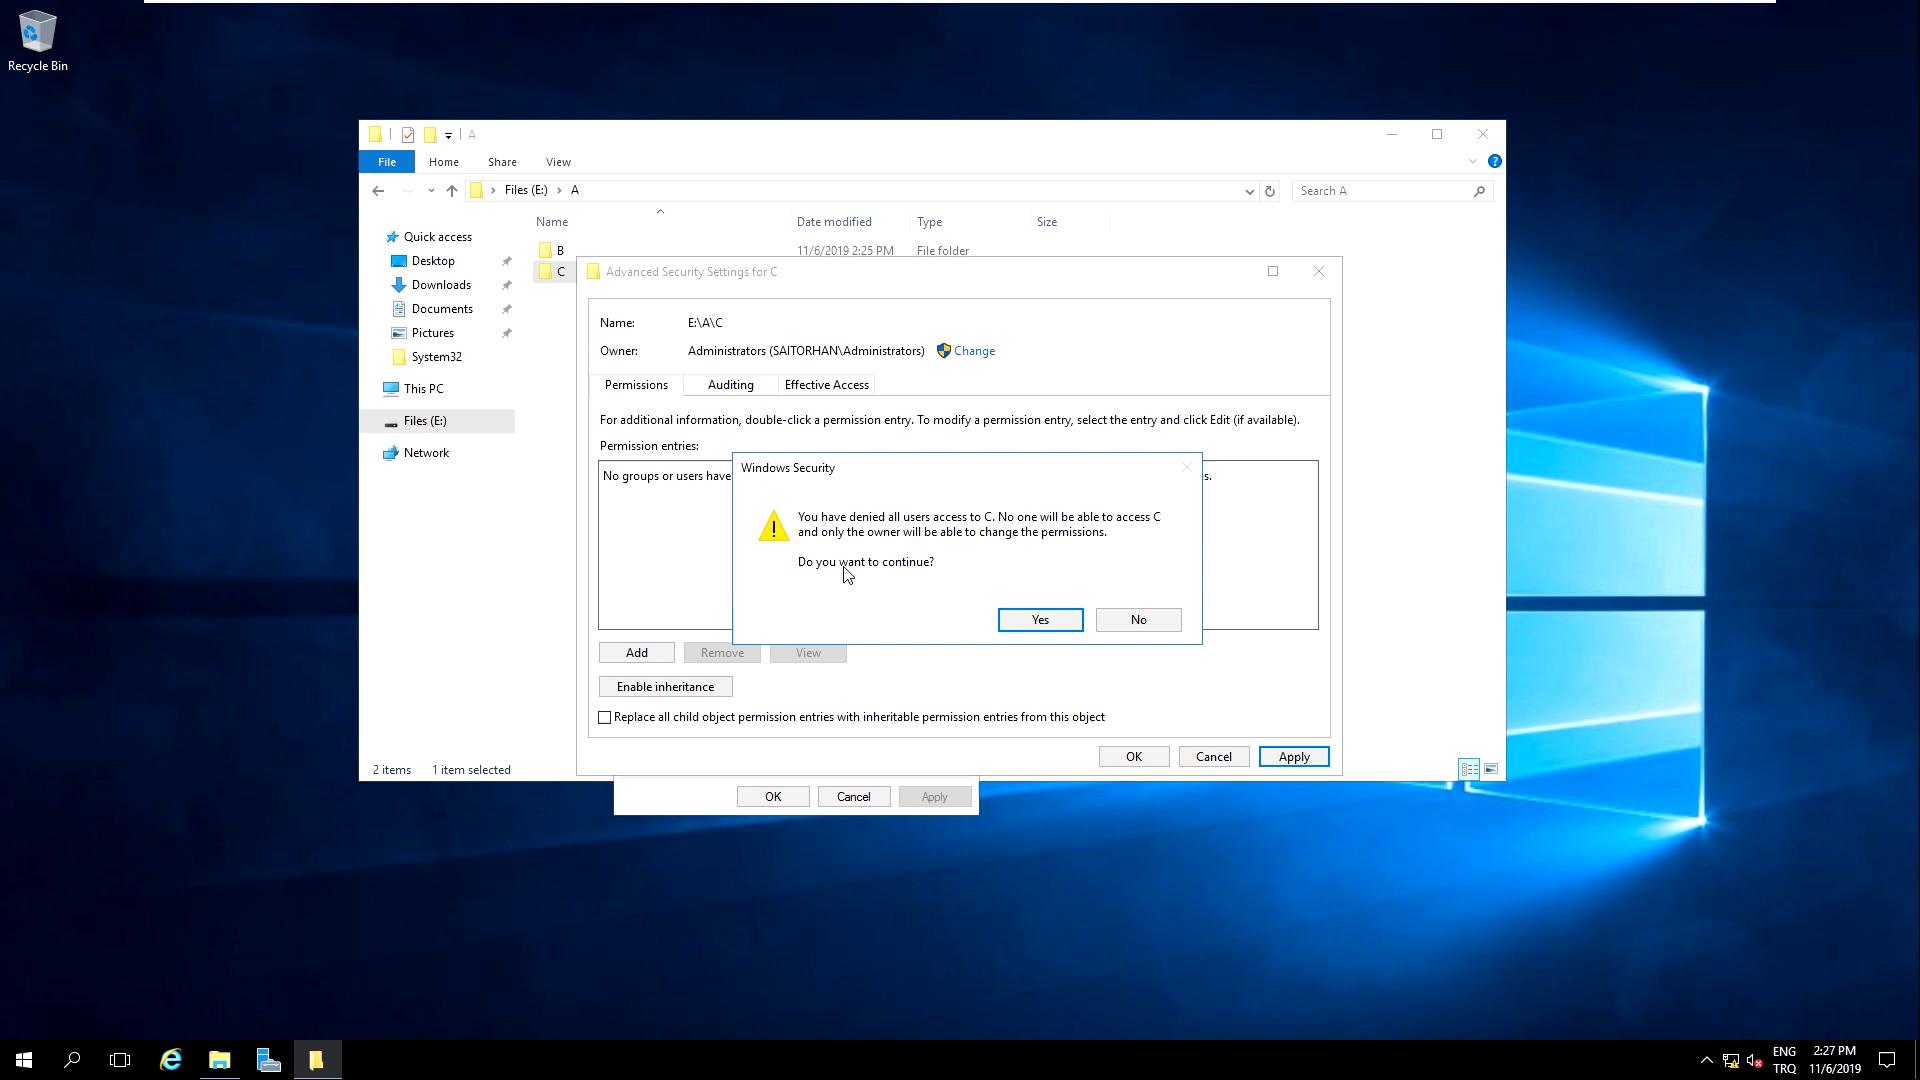 Recycle Bin
A
File
Home
Share
View
Files (E:)
A
Search A
Name
Date modified
Type
Size
Quick access
Desktop
Downloads
Documents
Pictures
System32
This PC
Files (E:)
Network
B
11/6/2019 2:25 PM
File folder
C
Advanced Security Settings for C
Name:
E:\A\C
Owner:
Administrators (SAITORHAN\Administrators)
Change
Permissions
Auditing
Effective Access
For additional information, double-click a permission entry. To modify a permission entry, select the entry and click Edit (if available).
Permission entries:
No groups or users have
Windows Security
You have denied all users access to C. No one will be able to access C
and only the owner will be able to change the permissions.
Do you want to continue?
Yes
No
Add
Remove
View
Enable inheritance
Replace all child object permission entries with inheritable permission entries from this object
OK
Cancel
Apply
2 items
1 item selected
OK
Cancel
Apply
ENG
TRQ
2:27 PM
11/6/2019